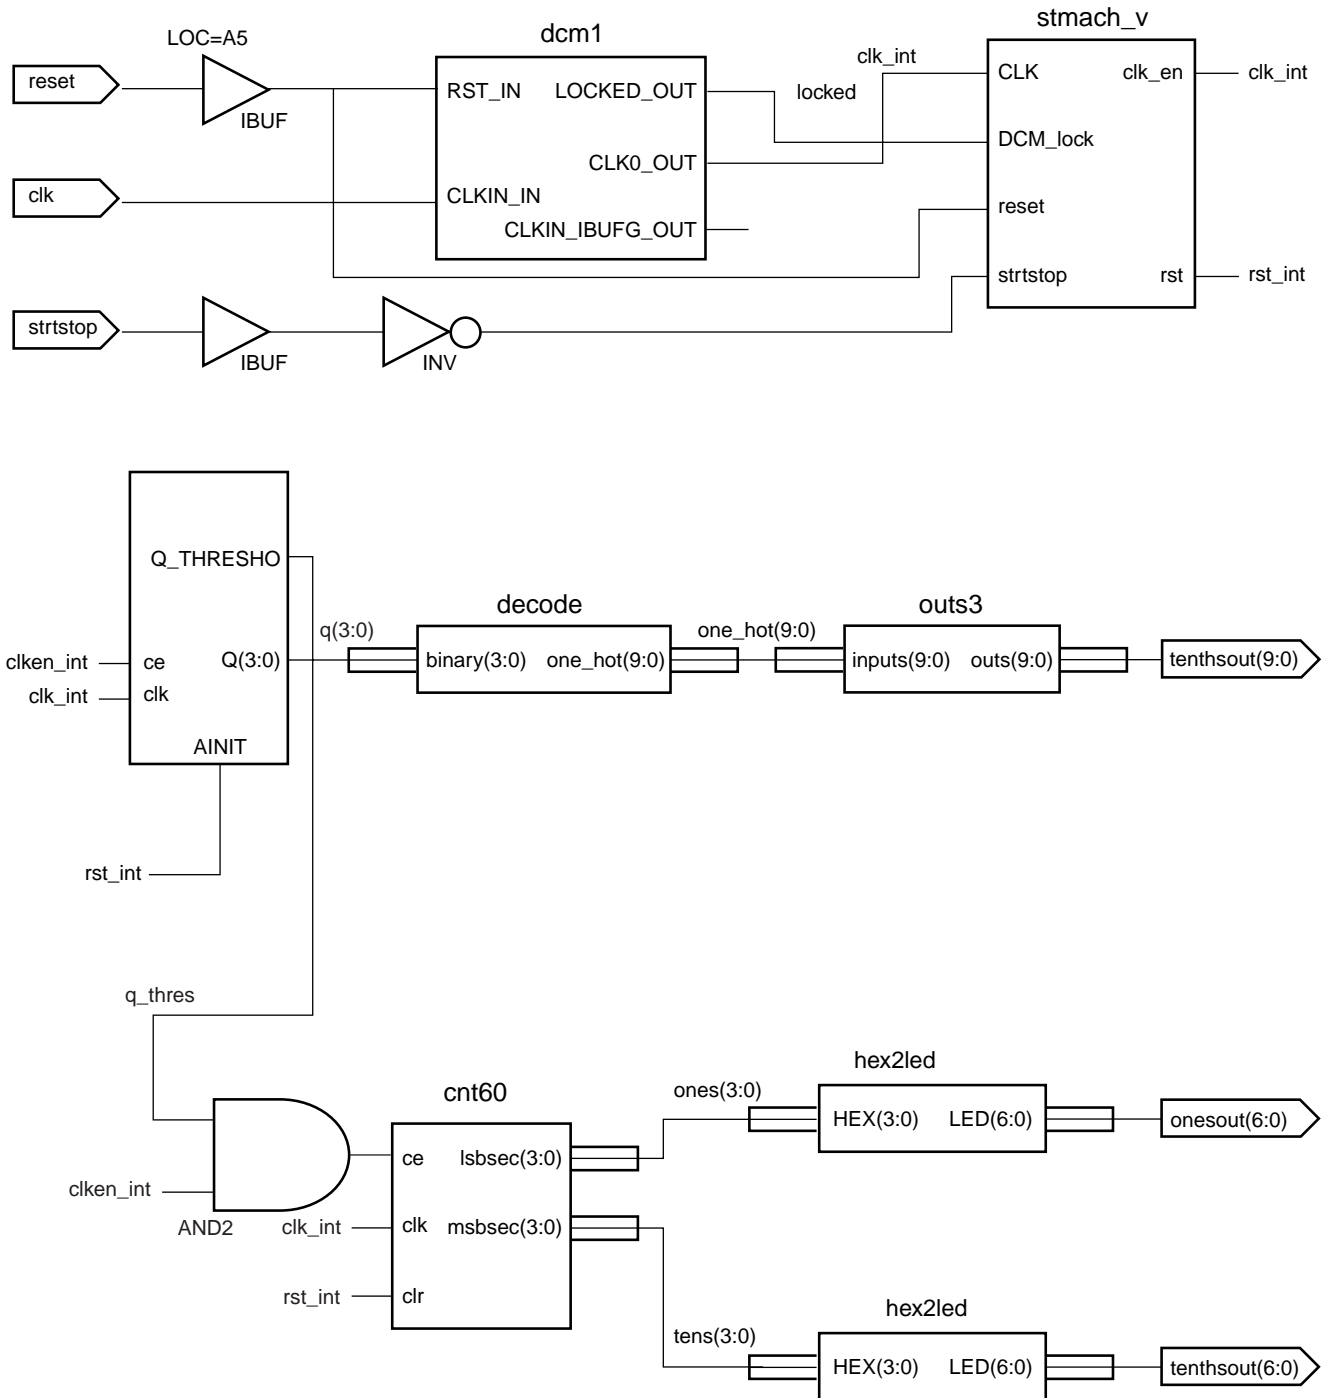 stmach_v
dcm1
LOC=A5
clk_int
reset
CLK
clk_en
clk_int
RST_IN
LOCKED_OUT
locked
IBUF
DCM_lock
CLK0_OUT
clk
CLKIN_IN
reset
CLKIN_IBUFG_OUT
strtstop
rst
rst_int
strtstop
IBUF
INV
Q_THRESHO
decode
outs3
q(3:0)
one_hot(9:0)
clken_int
ce
Q(3:0)
binary(3:0)
one_hot(9:0)
inputs(9:0)
outs(9:0)
tenthsout(9:0)
clk_int
clk
AINIT
rst_int
q_thres
hex2led
cnt60
ones(3:0)
HEX(3:0)
LED(6:0)
onesout(6:0)
ce
lsbsec(3:0)
clken_int
AND2
clk_int
clk
msbsec(3:0)
rst_int
clr
hex2led
tens(3:0)
HEX(3:0)
LED(6:0)
tenthsout(6:0)